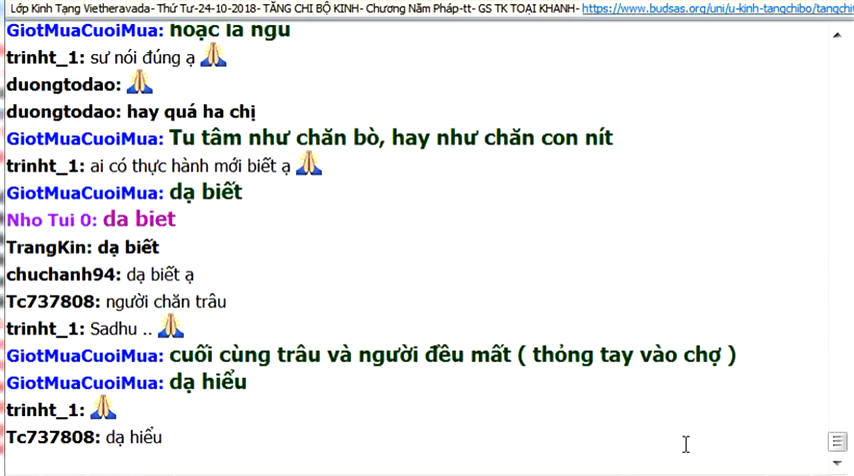 Lớp Kinh Tạng Vietheravada- Thứ Tư-24-10-2018- TĂNG CHI BỘ KINH- Chương Năm Pháp-tt- GS TK TOẠI KHANH- https://www.budsas.org/uni/u-kinh-tangchibo/tangchi
GiotMuaCuoiMua: hoặc là ngu
trinht_1: sư nói đúng ạ
duongtodao:
duongtodao: hay quá ha chị
GiotMuaCuoiMua: Tu tâm như chăn bò, hay như chăn con nít
trinht_1: ai có thực hành mới biết ạ
GiotMuaCuoiMua: dạ biết
Nho Tui 0: da biet
TrangKin: dạ biết
chuchanh94: dạ biết ạ
Tc737808: người chăn trâu
trinht_1: Sadhu ..
GiotMuaCuoiMua: cuối cùng trâu và người đều mất ( thỏng tay vào chợ )
GiotMuaCuoiMua: dạ hiểu
trinht_1:
Tc737808: dạ hiểu